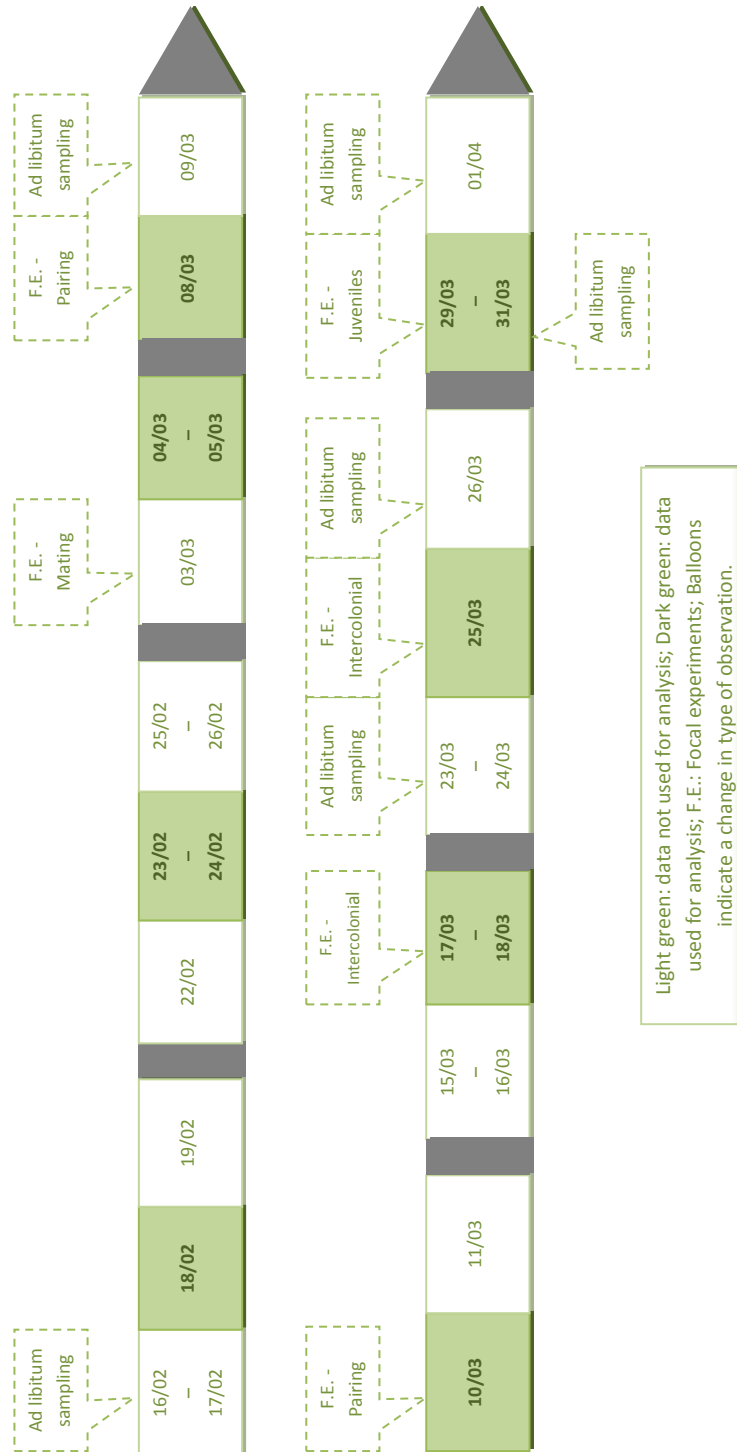 Ad libitum
sampling
F.E. -
Mating
F.E. -
Pairing
Ad libitum
sampling
16/02
–
17/02
18/02
19/02
22/02
23/02
–
24/02
25/02
–
26/02
03/03
04/03
–
05/03
08/03
09/03
F.E. -
Pairing
F.E. -
Intercolonial
Ad libitum
sampling
F.E. -
Intercolonial
Ad libitum
sampling
F.E. -
Juveniles
Ad libitum
sampling
10/03
11/03
15/03
–
16/03
17/03
–
18/03
23/03
–
24/03
25/03
26/03
29/03
–
31/03
01/04
Ad libitum
sampling
Light green: data not used for analysis; Dark green: data
used for analysis; F.E.: Focal experiments; Balloons
indicate a change in type of observation.